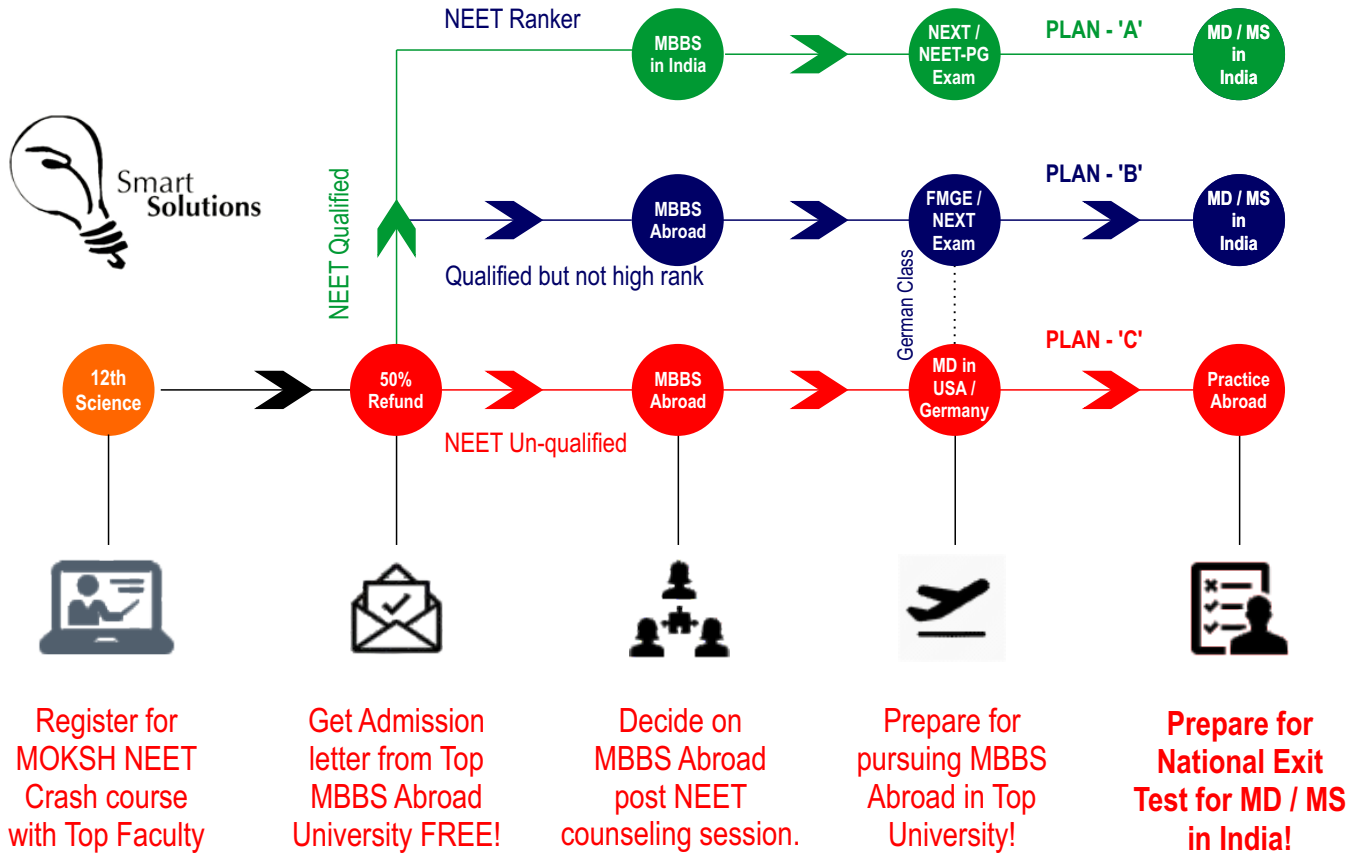 NEET Ranker
MBBS
in India
NEXT /
NEET-PG
Exam
PLAN - 'A'
MD / MS
in
India
Smart
Solutions
NEET Qualified
MBBS
Abroad
FMGE /
NEXT
Exam
PLAN - 'B'
MD / MS
in
India
Qualified but not high rank
German Class
12th
Science
50%
Refund
MBBS
Abroad
MD in
USA /
Germany
PLAN - 'C'
Practice
Abroad
NEET Un-qualified
Register for
MOKSH NEET
Crash course
with Top Faculty
Get Admission
letter from Top
MBBS Abroad
University FREE!
Decide on
MBBS Abroad
post NEET
counseling session.
Prepare for
pursuing MBBS
Abroad in Top
University!
Prepare for
National Exit
Test for MD / MS
in India!